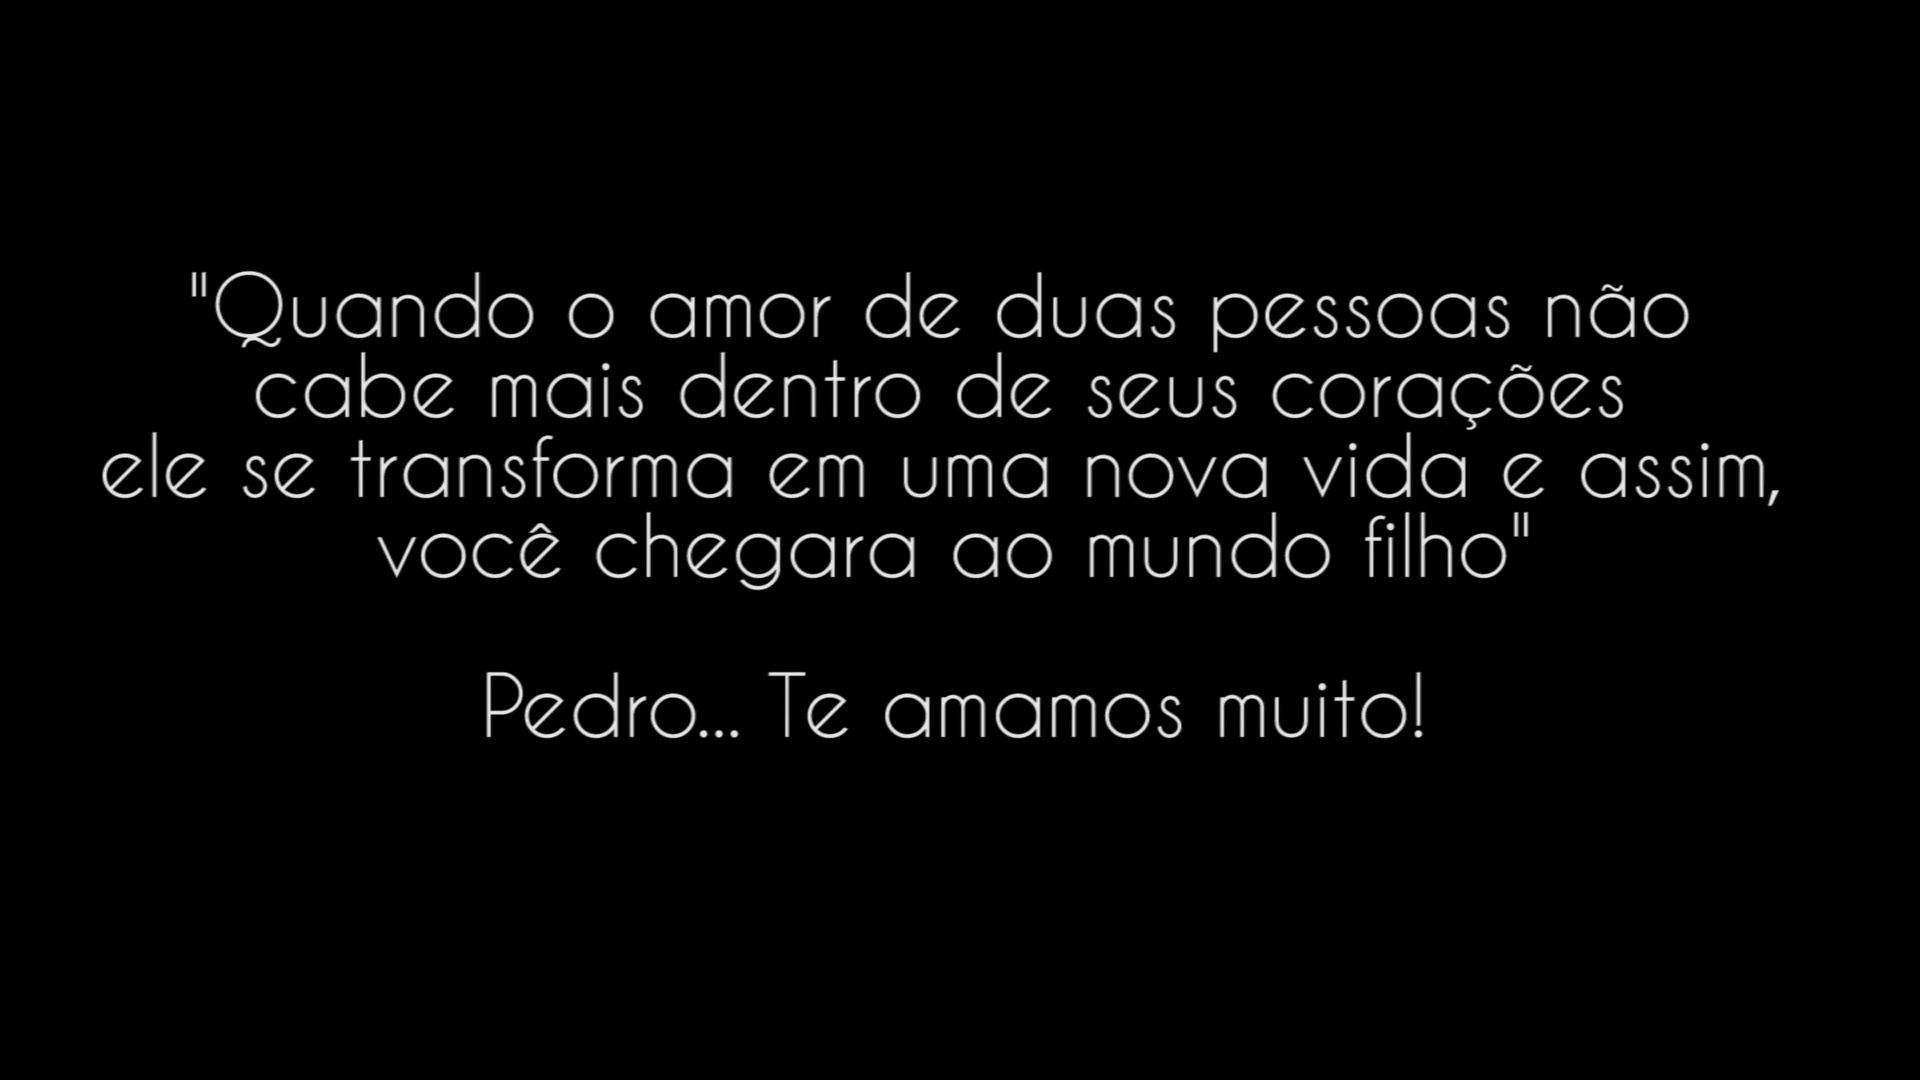 "Quando o amor de duas pessoas não
cabe mais dentro de seus corações
ele se transforma em uma nova vida e assim,
você chegara ao mundo filho"
Pedro... Te amamos muito!